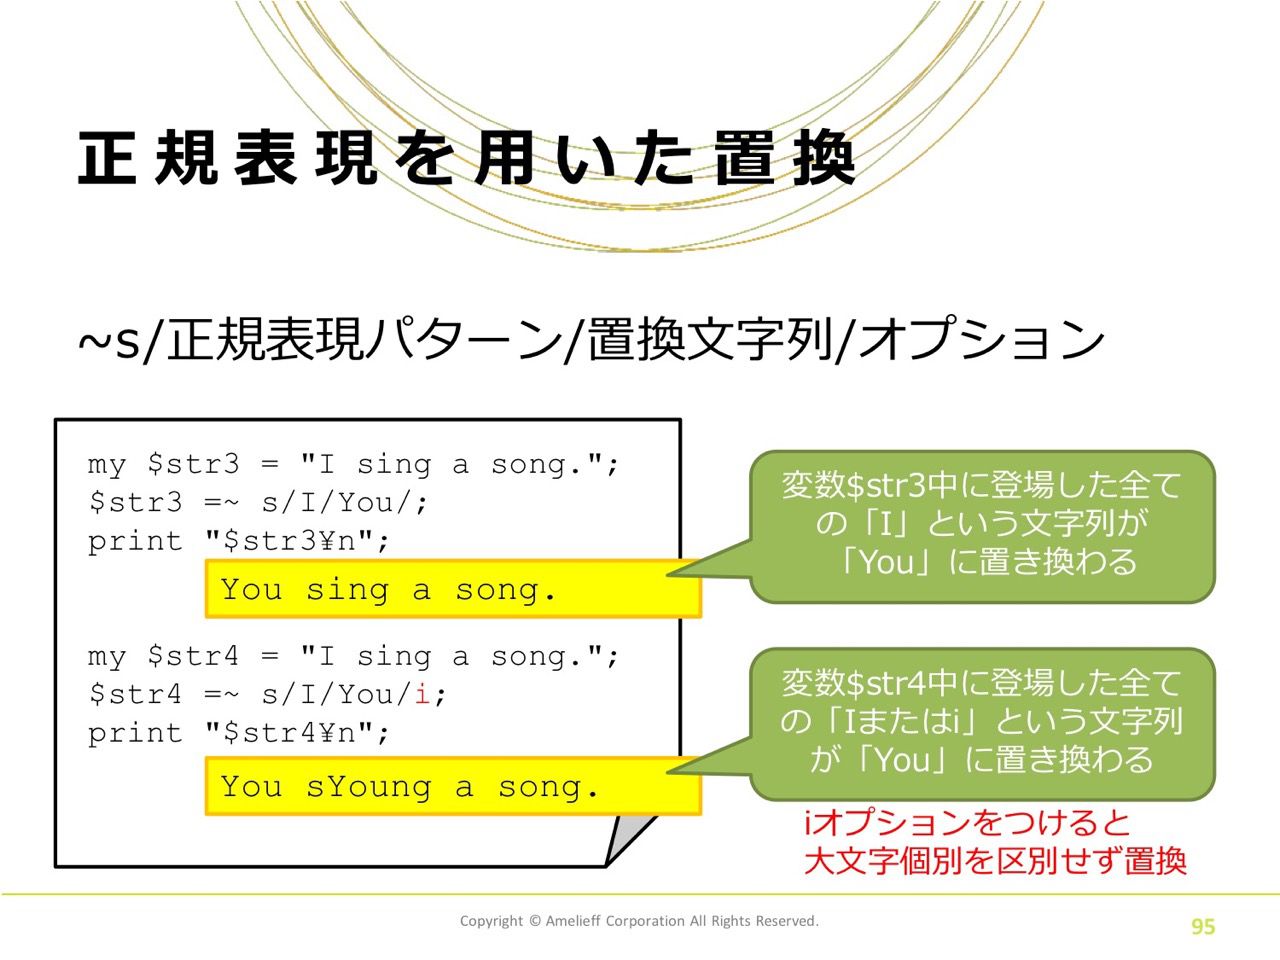 正規表現を用いた置換
~s/正規表現パターン/置換文字列/オプション
my $str3 = "I sing a song.";
$str3 =~ s/I/You/;
print "$str3¥n";
You sing a song.
変数$str3中に登場した全て
の「I」という文字列が
「You」に置き換わる
my $str4 = "I sing a song.";
$str4 =~ s/I/You/i;
print "$str4¥n";
You sYoung a song.
変数$str4中に登場した全て
の「Iまたはi」という文字列
が「You」に置き換わる
iオプションをつけると
大文字個別を区別せず置換
Copyright © Amelieff Corporation All Rights Reserved.
95